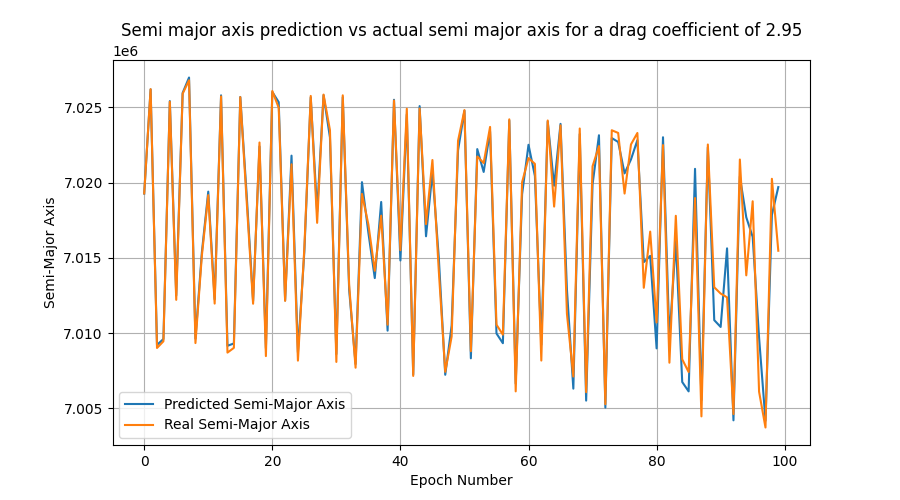 Semi major axis prediction vs actual semi major axis for a drag coefficient of 2.95
1e6
7.025
7.020
7.015
7.010
7.005
Semi-Major Axis
Predicted Semi-Major Axis
Real Semi-Major Axis
0 20 40 60 80 100
Epoch Number